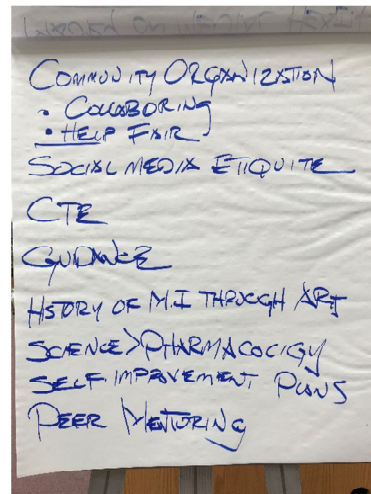 COMMUNITY ORGANIZATION
• COLLABORING
• HELP FAIR
SOCIAL MEDIA ETIQUITE
CTE
GUIDANCE
HISTORY OF M.I THROUGH ART
SCIENCE > PHARMACOCIGY
SELF-IMPROVEMENT PLANS
PEER MENTORING